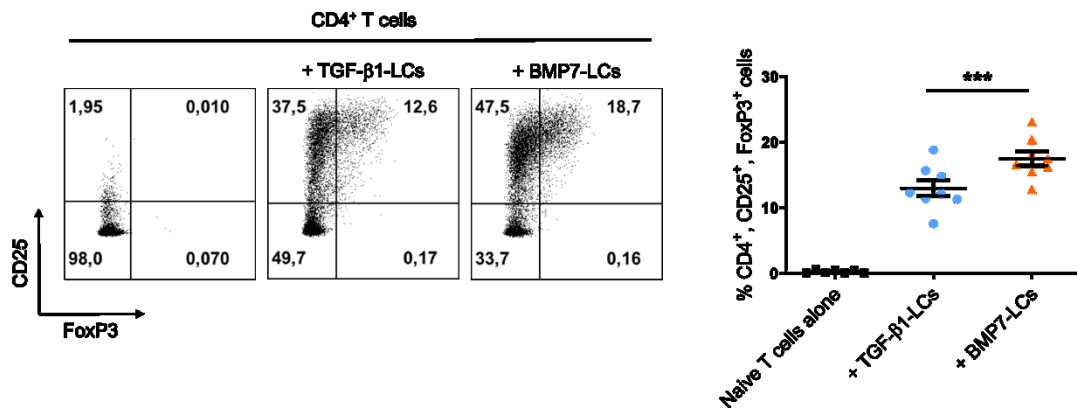 CD4⁺ T cells
+ TGF-β1-LCs
+ BMP7-LCs
1,95
0,010
98,0
0,070
37,5
12,6
49,7
0,17
47,5
18,7
33,7
0,16
CD25
FoxP3
% CD4⁺, CD25⁺, FoxP3⁺ cells
30
20
10
0
***
Naive T cells alone
+ TGF-β1-LCs
+ BMP7-LCs